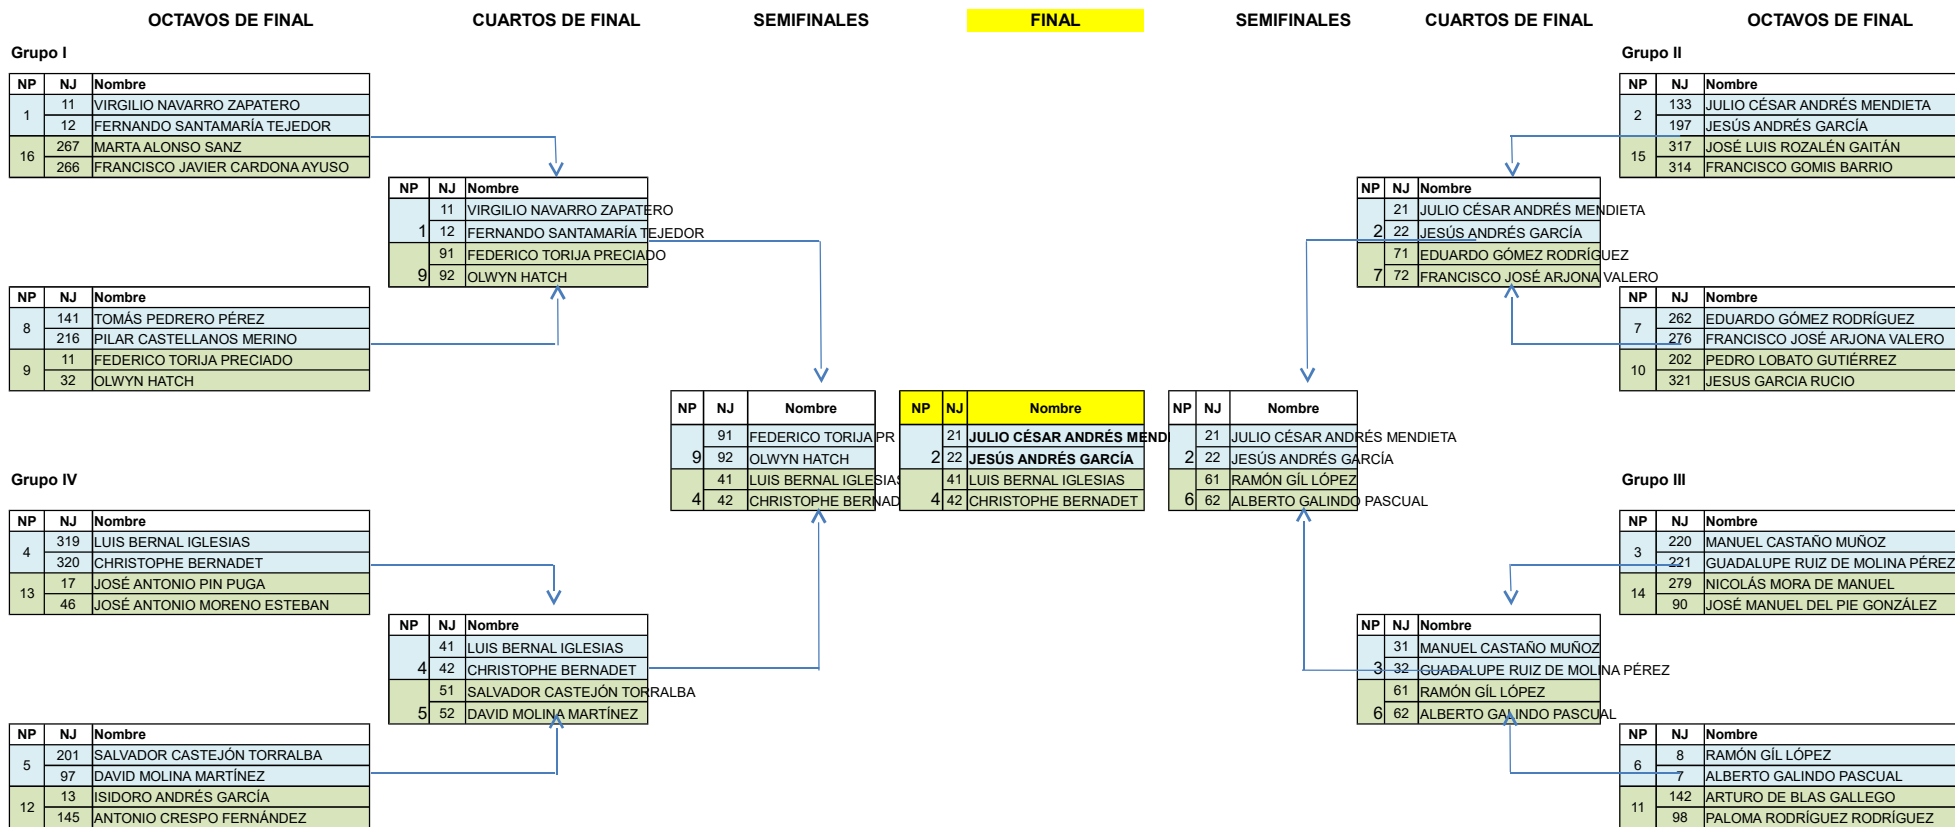 OCTAVOS DE FINAL CUARTOS DE FINAL SEMIFINALES FINAL SEMIFINALES CUARTOS DE FINAL OCTAVOS DE FINAL
Grupo I
NP NJ Nombre
1 11 VIRGILIO NAVARRO ZAPATERO
12 FERNANDO SANTAMARÍA TEJEDOR
16 267 MARTA ALONSO SANZ
266 FRANCISCO JAVIER CARDONA AYUSO
NP NJ Nombre
8 141 TOMÁS PEDRERO PÉREZ
216 PILAR CASTELLANOS MERINO
9 11 FEDERICO TORIJA PRECIADO
32 OLWYN HATCH
Grupo IV
NP NJ Nombre
4 319 LUIS BERNAL IGLESIAS
320 CHRISTOPHE BERNADET
13 17 JOSÉ ANTONIO PIN PUGA
46 JOSÉ ANTONIO MORENO ESTEBAN
NP NJ Nombre
5 201 SALVADOR CASTEJÓN TORRALBA
97 DAVID MOLINA MARTÍNEZ
12 13 ISIDORO ANDRÉS GARCÍA
145 ANTONIO CRESPO FERNÁNDEZ
NP NJ Nombre
11 VIRGILIO NAVARRO ZAPATERO
1 12 FERNANDO SANTAMARÍA TEJEDOR
91 FEDERICO TORIJA PRECIADO
9 92 OLWYN HATCH
NP NJ Nombre
41 LUIS BERNAL IGLESIAS
4 42 CHRISTOPHE BERNADET
51 SALVADOR CASTEJÓN TORRALBA
5 52 DAVID MOLINA MARTÍNEZ
NP NJ Nombre
91 FEDERICO TORIJA PR
9 92 OLWYN HATCH
41 LUIS BERNAL IGLESIAS
4 42 CHRISTOPHE BERNAD
NP NJ Nombre
21 JULIO CÉSAR ANDRÉS MENDI
2 22 JESÚS ANDRÉS GARCÍA
41 LUIS BERNAL IGLESIAS
4 42 CHRISTOPHE BERNADET
NP NJ Nombre
21 JULIO CÉSAR ANDRÉS MENDIETA
2 22 JESÚS ANDRÉS GARCÍA
61 RAMÓN GÍL LÓPEZ
6 62 ALBERTO GALINDO PASCUAL
NP NJ Nombre
21 JULIO CÉSAR ANDRÉS MENDIETA
2 22 JESÚS ANDRÉS GARCÍA
71 EDUARDO GÓMEZ RODRÍGUEZ
7 72 FRANCISCO JOSÉ ARJONA VALERO
NP NJ Nombre
31 MANUEL CASTAÑO MUÑOZ
3 32 GUADALUPE RUIZ DE MOLINA PÉREZ
61 RAMÓN GÍL LÓPEZ
6 62 ALBERTO GALINDO PASCUAL
Grupo II
NP NJ Nombre
2 133 JULIO CÉSAR ANDRÉS MENDIETA
197 JESÚS ANDRÉS GARCÍA
15 317 JOSÉ LUIS ROZALÉN GAITÁN
314 FRANCISCO GOMIS BARRIO
NP NJ Nombre
7 262 EDUARDO GÓMEZ RODRÍGUEZ
276 FRANCISCO JOSÉ ARJONA VALERO
10 202 PEDRO LOBATO GUTIÉRREZ
321 JESUS GARCIA RUCIO
Grupo III
NP NJ Nombre
3 220 MANUEL CASTAÑO MUÑOZ
221 GUADALUPE RUIZ DE MOLINA PÉREZ
14 279 NICOLÁS MORA DE MANUEL
90 JOSÉ MANUEL DEL PIE GONZÁLEZ
NP NJ Nombre
6 8 RAMÓN GÍL LÓPEZ
7 ALBERTO GALINDO PASCUAL
11 142 ARTURO DE BLAS GALLEGO
98 PALOMA RODRÍGUEZ RODRÍGUEZ